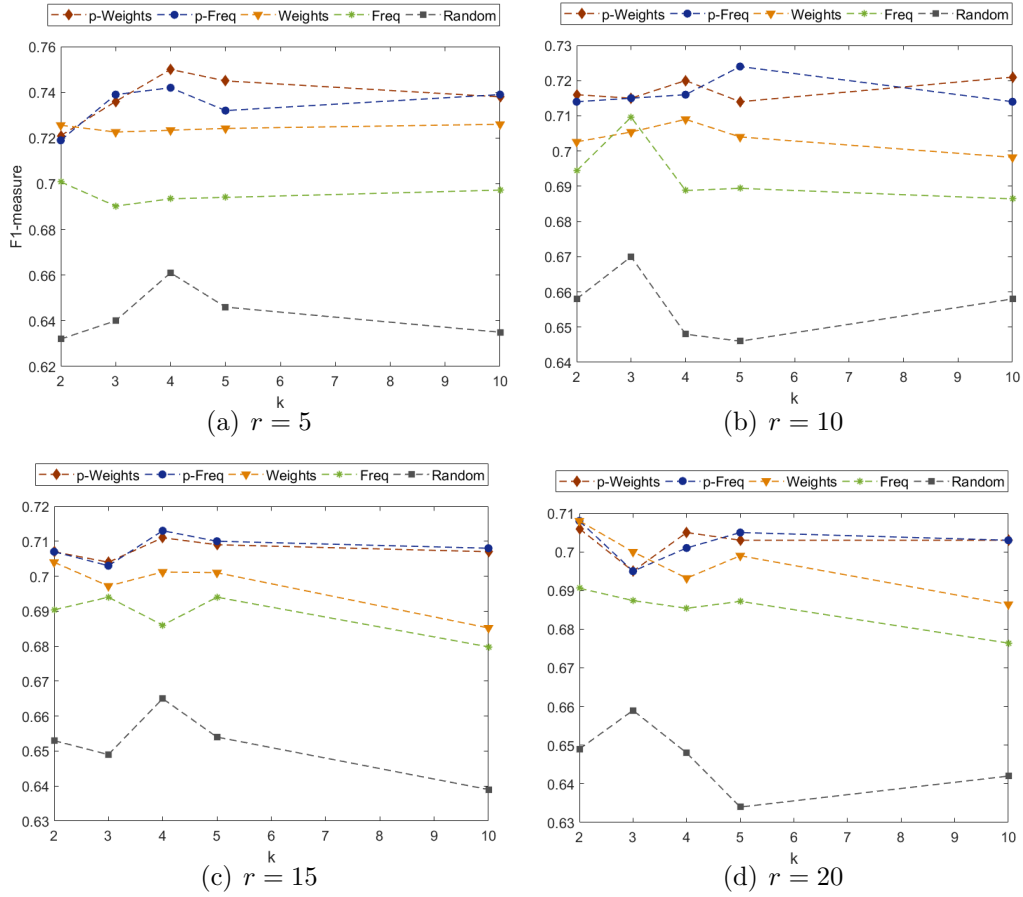 p-Weights p-Freq Weights Freq Random
0.76
0.74
0.72
0.7
0.68
0.66
0.64
0.62
F1-measure
2 3 4 5 6 7 8 9 10
k
(a) r = 5
p-Weights p-Freq Weights Freq Random
0.73
0.72
0.71
0.7
0.69
0.68
0.67
0.66
0.65
0.64
2 3 4 5 6 7 8 9 10
k
(b) r = 10
p-Weights p-Freq Weights Freq Random
0.72
0.71
0.7
0.69
0.68
0.67
0.66
0.65
0.64
0.63
2 3 4 5 6 7 8 9 10
k
(c) r = 15
p-Weights p-Freq Weights Freq Random
0.71
0.7
0.69
0.68
0.67
0.66
0.65
0.64
0.63
2 3 4 5 6 7 8 9 10
k
(d) r = 20